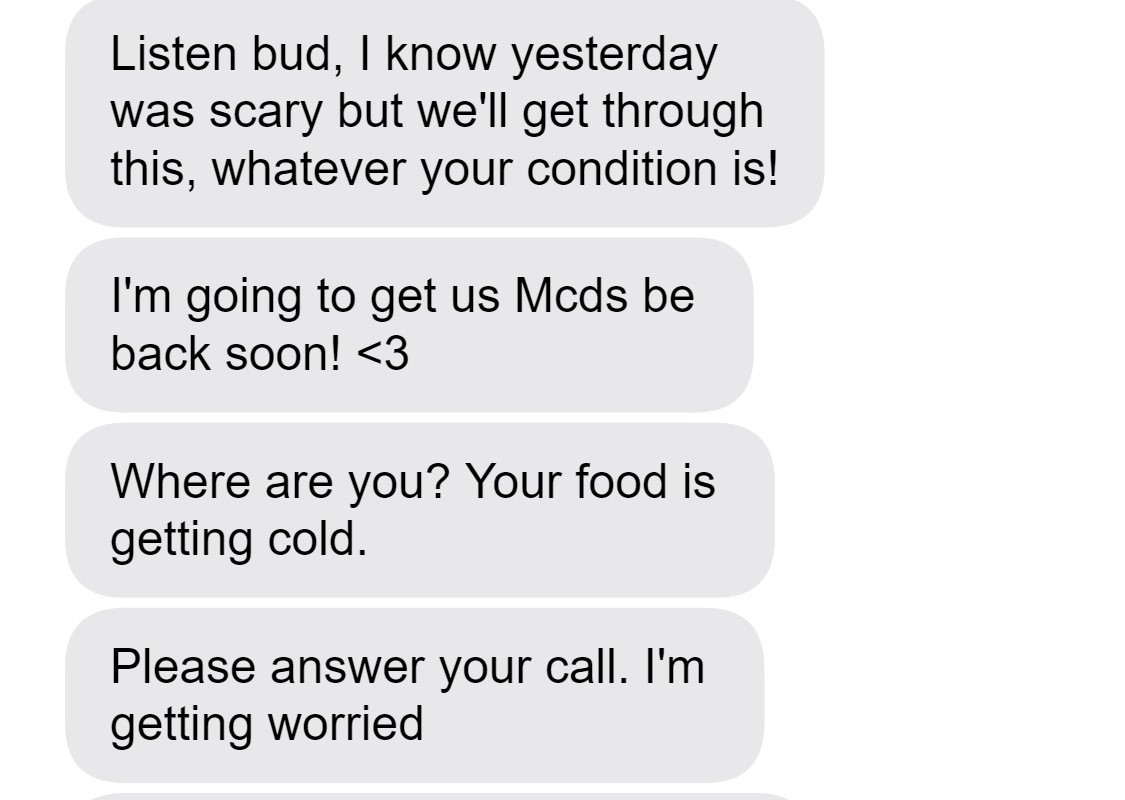 Listen bud, I know yesterday
was scary but we'll get through
this, whatever your condition is!
I'm going to get us Mcds be
back soon! <3
Where are you? Your food is
getting cold.
Please answer your call. I'm
getting worried